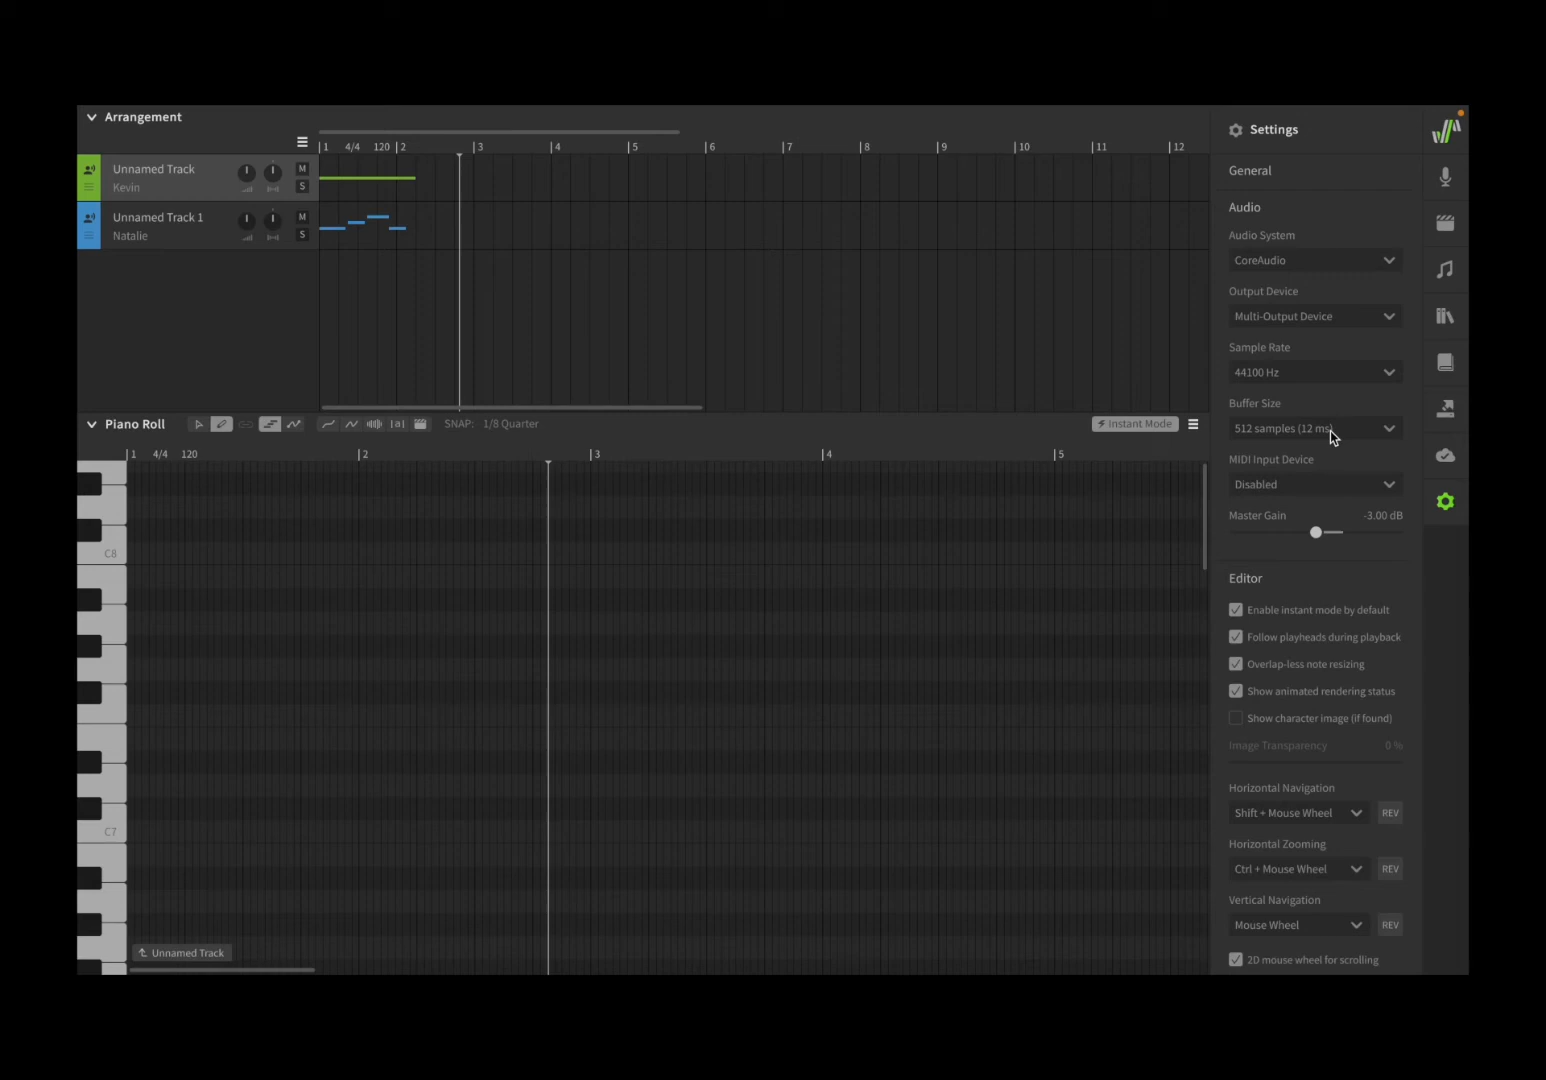 Arrangement
1 4/4 120 2 3 4 5 6 7 8 9 10 11 12
Unnamed Track
M
Kevin
S
Unnamed Track 1
M
Natalie
S
Piano Roll
SNAP: 1/8 Quarter
Instant Mode
1 4/4 120 2 3 4 5
C8
C7
Unnamed Track
Settings
General
Audio
Audio System
CoreAudio
Output Device
Multi-Output Device
Sample Rate
44100 Hz
Buffer Size
512 samples (12 ms)
MIDI Input Device
Disabled
Master Gain -3.00 dB
Editor
Enable instant mode by default
Follow playheads during playback
Overlap-less note resizing
Show animated rendering status
Show character image (if found)
Image Transparency 0 %
Horizontal Navigation
Shift + Mouse Wheel REV
Horizontal Zooming
Ctrl + Mouse Wheel REV
Vertical Navigation
Mouse Wheel REV
2D mouse wheel for scrolling